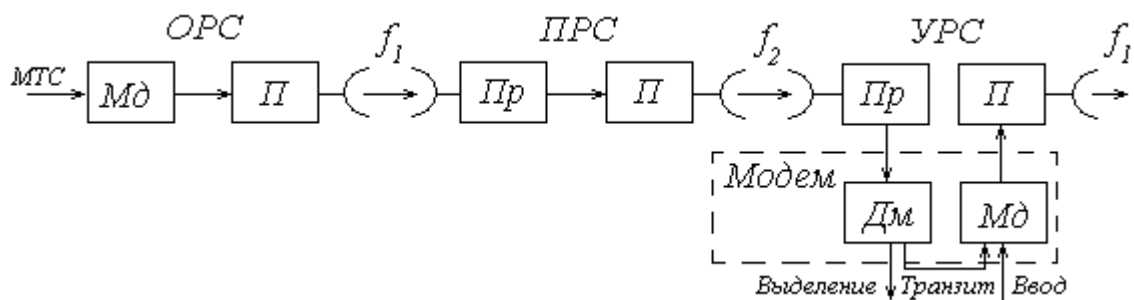 ОРС ПРС УРС
f₁ f₂ f₁
МТС
Мд П Пр П Пр П
Модем
Дм Мд
Выделение Транзит Ввод